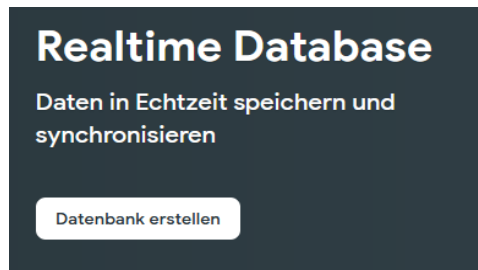 Realtime Database
Daten in Echtzeit speichern und
synchronisieren
Datenbank erstellen